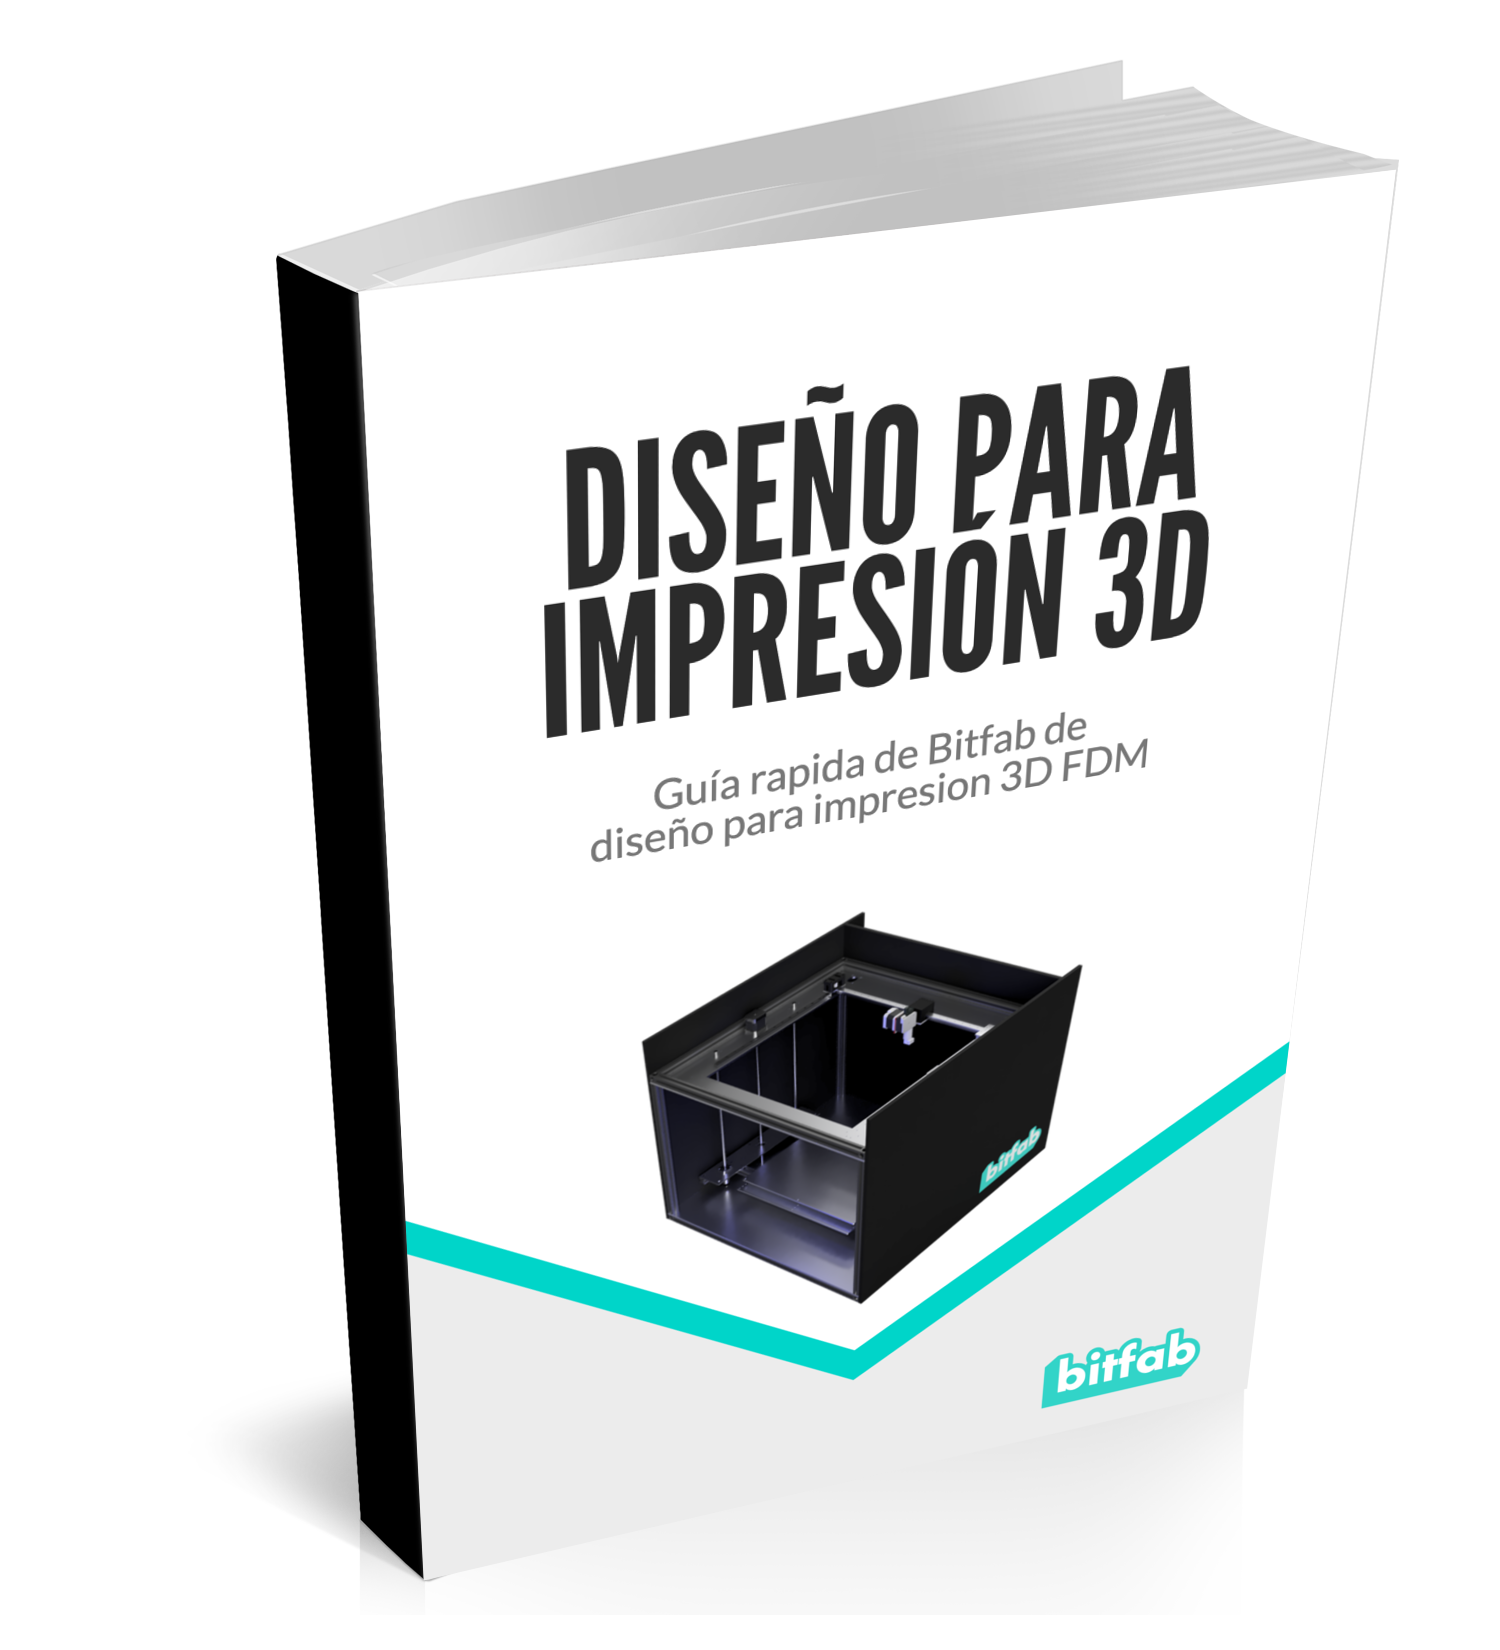 DISEÑO PARA
IMPRESIÓN 3D
Guía rapida de Bitfab de
diseño para impresion 3D FDM
bitfab
bitfab